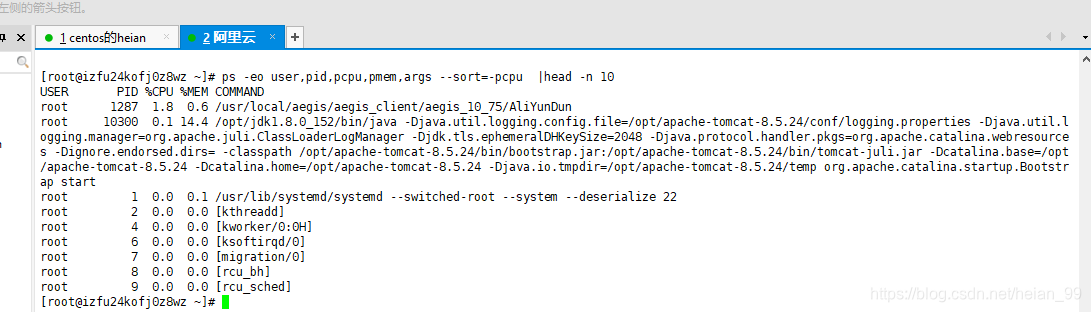 左侧的箭头按钮。
1 centos的heian
2 阿里云
[root@izfu24kofj0z8wz ~]# ps -eo user,pid,pcpu,pmem,args --sort=-pcpu  |head -n 10
USER       PID %CPU %MEM COMMAND
root      1287  1.8  0.6 /usr/local/aegis/aegis_client/aegis_10_75/AliYunDun
root     10300  0.1 14.4 /opt/jdk1.8.0_152/bin/java -Djava.util.logging.config.file=/opt/apache-tomcat-8.5.24/conf/logging.properties -Djava.util.l
ogging.manager=org.apache.juli.ClassLoaderLogManager -Djdk.tls.ephemeralDHKeySize=2048 -Djava.protocol.handler.pkgs=org.apache.catalina.webresource
s -Dignore.endorsed.dirs= -classpath /opt/apache-tomcat-8.5.24/bin/bootstrap.jar:/opt/apache-tomcat-8.5.24/bin/tomcat-juli.jar -Dcatalina.base=/opt
/apache-tomcat-8.5.24 -Dcatalina.home=/opt/apache-tomcat-8.5.24 -Djava.io.tmpdir=/opt/apache-tomcat-8.5.24/temp org.apache.catalina.startup.Bootstr
ap start
root         1  0.0  0.1 /usr/lib/systemd/systemd --switched-root --system --deserialize 22
root         2  0.0  0.0 [kthreadd]
root         4  0.0  0.0 [kworker/0:0H]
root         6  0.0  0.0 [ksoftirqd/0]
root         7  0.0  0.0 [migration/0]
root         8  0.0  0.0 [rcu_bh]
root         9  0.0  0.0 [rcu_sched]
[root@izfu24kofj0z8wz ~]#
https://blog.csdn.net/heian_99